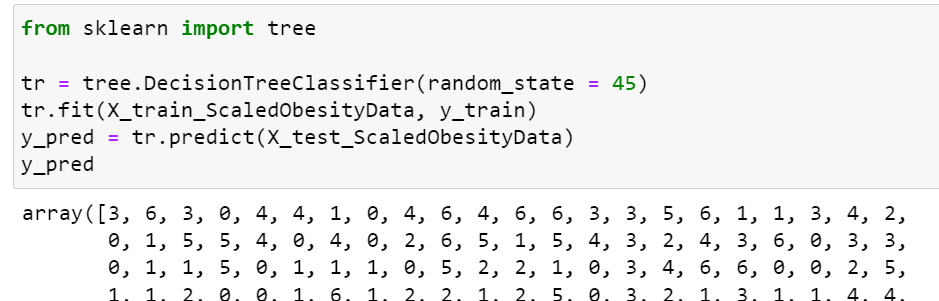 from sklearn import tree
tr = tree.DecisionTreeClassifier(random_state = 45)
tr.fit(X_train_ScaledObesityData, y_train)
y_pred = tr.predict(X_test_ScaledObesityData)
y_pred
array([3, 6, 3, 0, 4, 4, 1, 0, 4, 6, 4, 6, 6, 3, 3, 5, 6, 1, 1, 3, 4, 2,
0, 1, 5, 5, 4, 0, 4, 0, 2, 6, 5, 1, 5, 4, 3, 2, 4, 3, 6, 0, 3, 3,
0, 1, 1, 5, 0, 1, 1, 1, 0, 5, 2, 2, 1, 0, 3, 4, 6, 6, 0, 0, 2, 5,
1, 1, 2, 0, 0, 1, 6, 1, 2, 2, 1, 2, 5, 0, 3, 2, 1, 3, 1, 1, 4, 4,